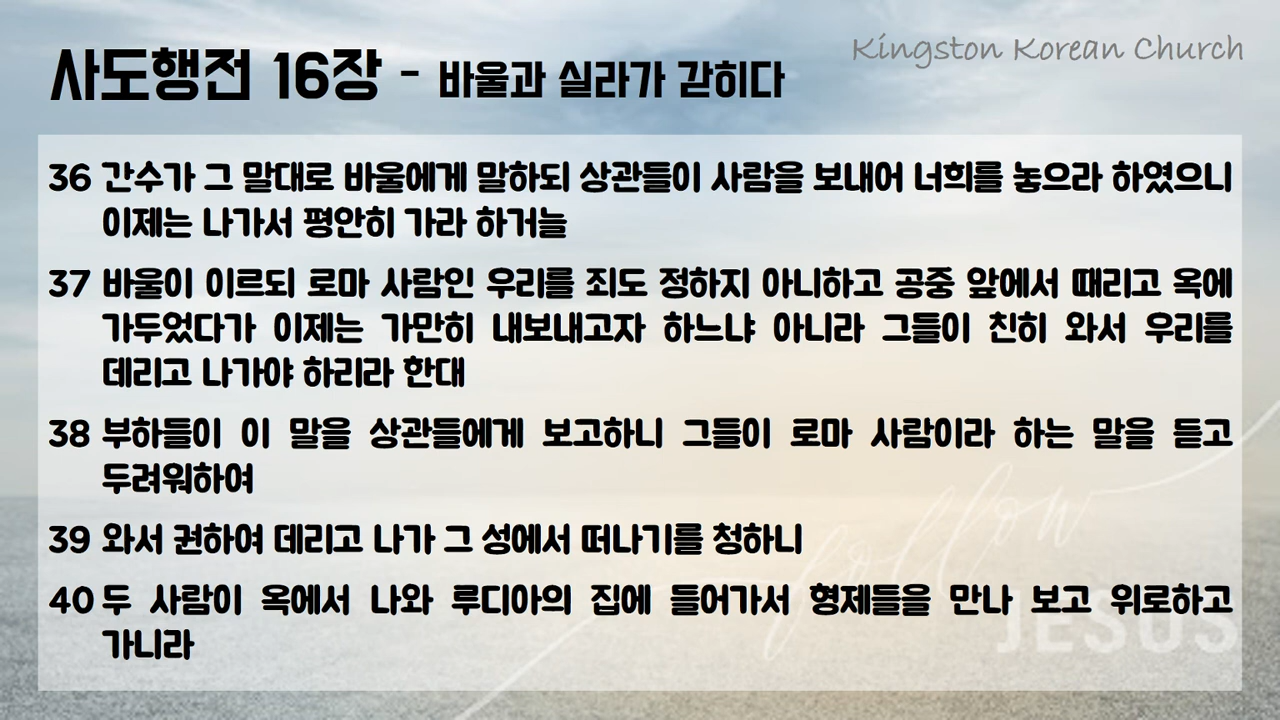 Kingston Korean Church
사도행전 16장 - 바울과 실라가 갇히다
36 간수가 그 말대로 바울에게 말하되 상관들이 사람을 보내어 너희를 놓으라 하였으니
이제는 나가서 평안히 가라 하거늘
37 바울이 이르되 로마 사람인 우리를 죄도 정하지 아니하고 공중 앞에서 때리고 옥에
가두었다가 이제는 가만히 내보내고자 하느냐 아니라 그들이 친히 와서 우리를
데리고 나가야 하리라 한대
38 부하들이 이 말을 상관들에게 보고하니 그들이 로마 사람이라 하는 말을 듣고
두려워하여
39 와서 권하여 데리고 나가 그 성에서 떠나기를 청하니
40 두 사람이 옥에서 나와 루디아의 집에 들어가서 형제들을 만나 보고 위로하고
가니라
follow
JESUS